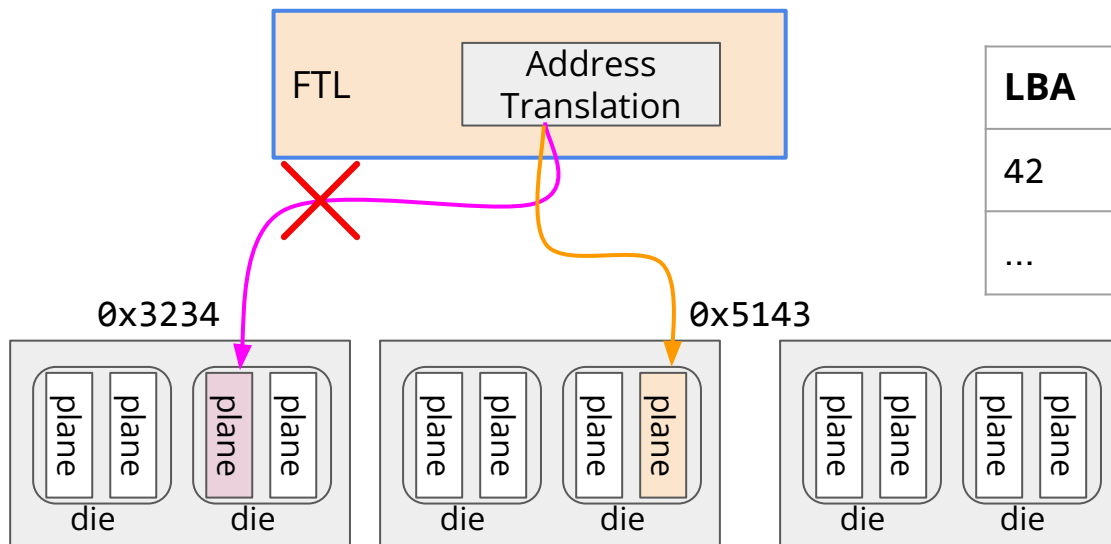 FTL
Address
Translation
LBA
42
...
0x3234
0x5143
plane
plane
plane
plane
plane
plane
plane
plane
plane
plane
plane
plane
die
die
die
die
die
die